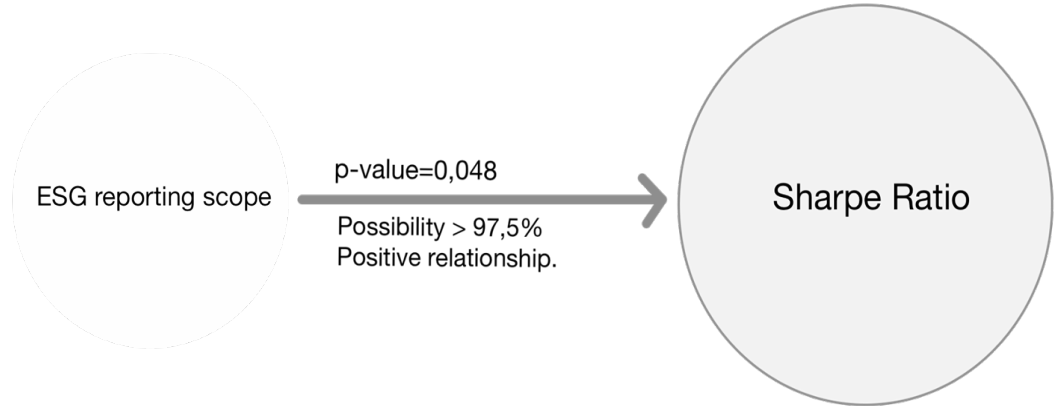 ESG reporting scope
p-value=0,048
Possibility > 97,5%
Positive relationship.
Sharpe Ratio